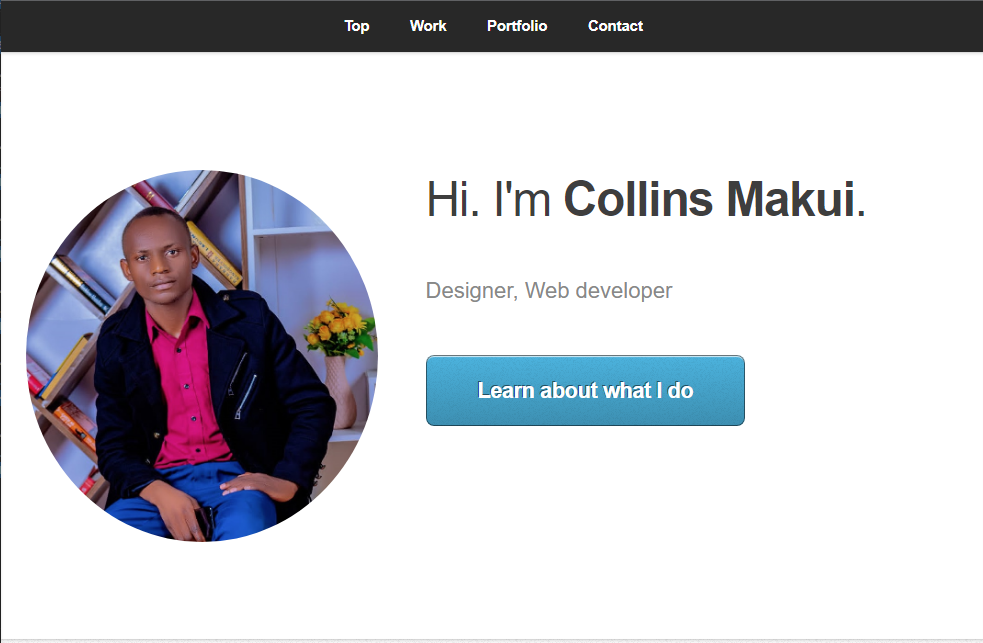 Top Work Portfolio Contact
Hi. I'm Collins Makui.
Designer, Web developer
Learn about what I do